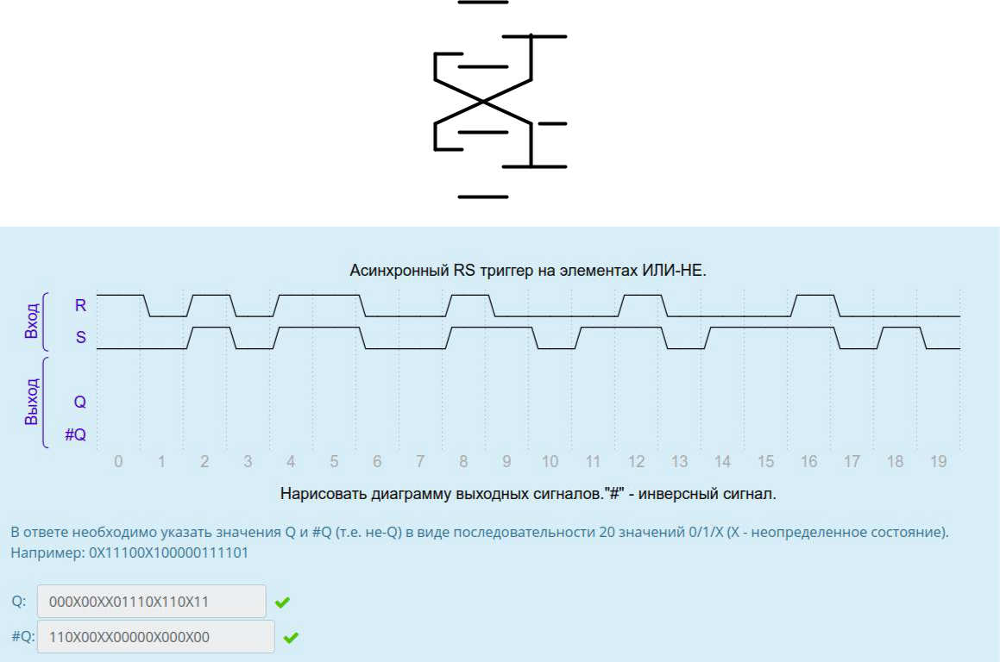 Асинхронный RS триггер на элементах ИЛИ-НЕ.
Вход
R
S
Выход
Q
#Q
0 1 2 3 4 5 6 7 8 9 10 11 12 13 14 15 16 17 18 19
Нарисовать диаграмму выходных сигналов."#" - инверсный сигнал.
В ответе необходимо указать значения Q и #Q (т.е. не-Q) в виде последовательности 20 значений 0/1/X (X - неопределенное состояние).
Например: 0X11100X100000111101
Q: 000X00XX01110X110X11
#Q: 110X00XX00000X000X00